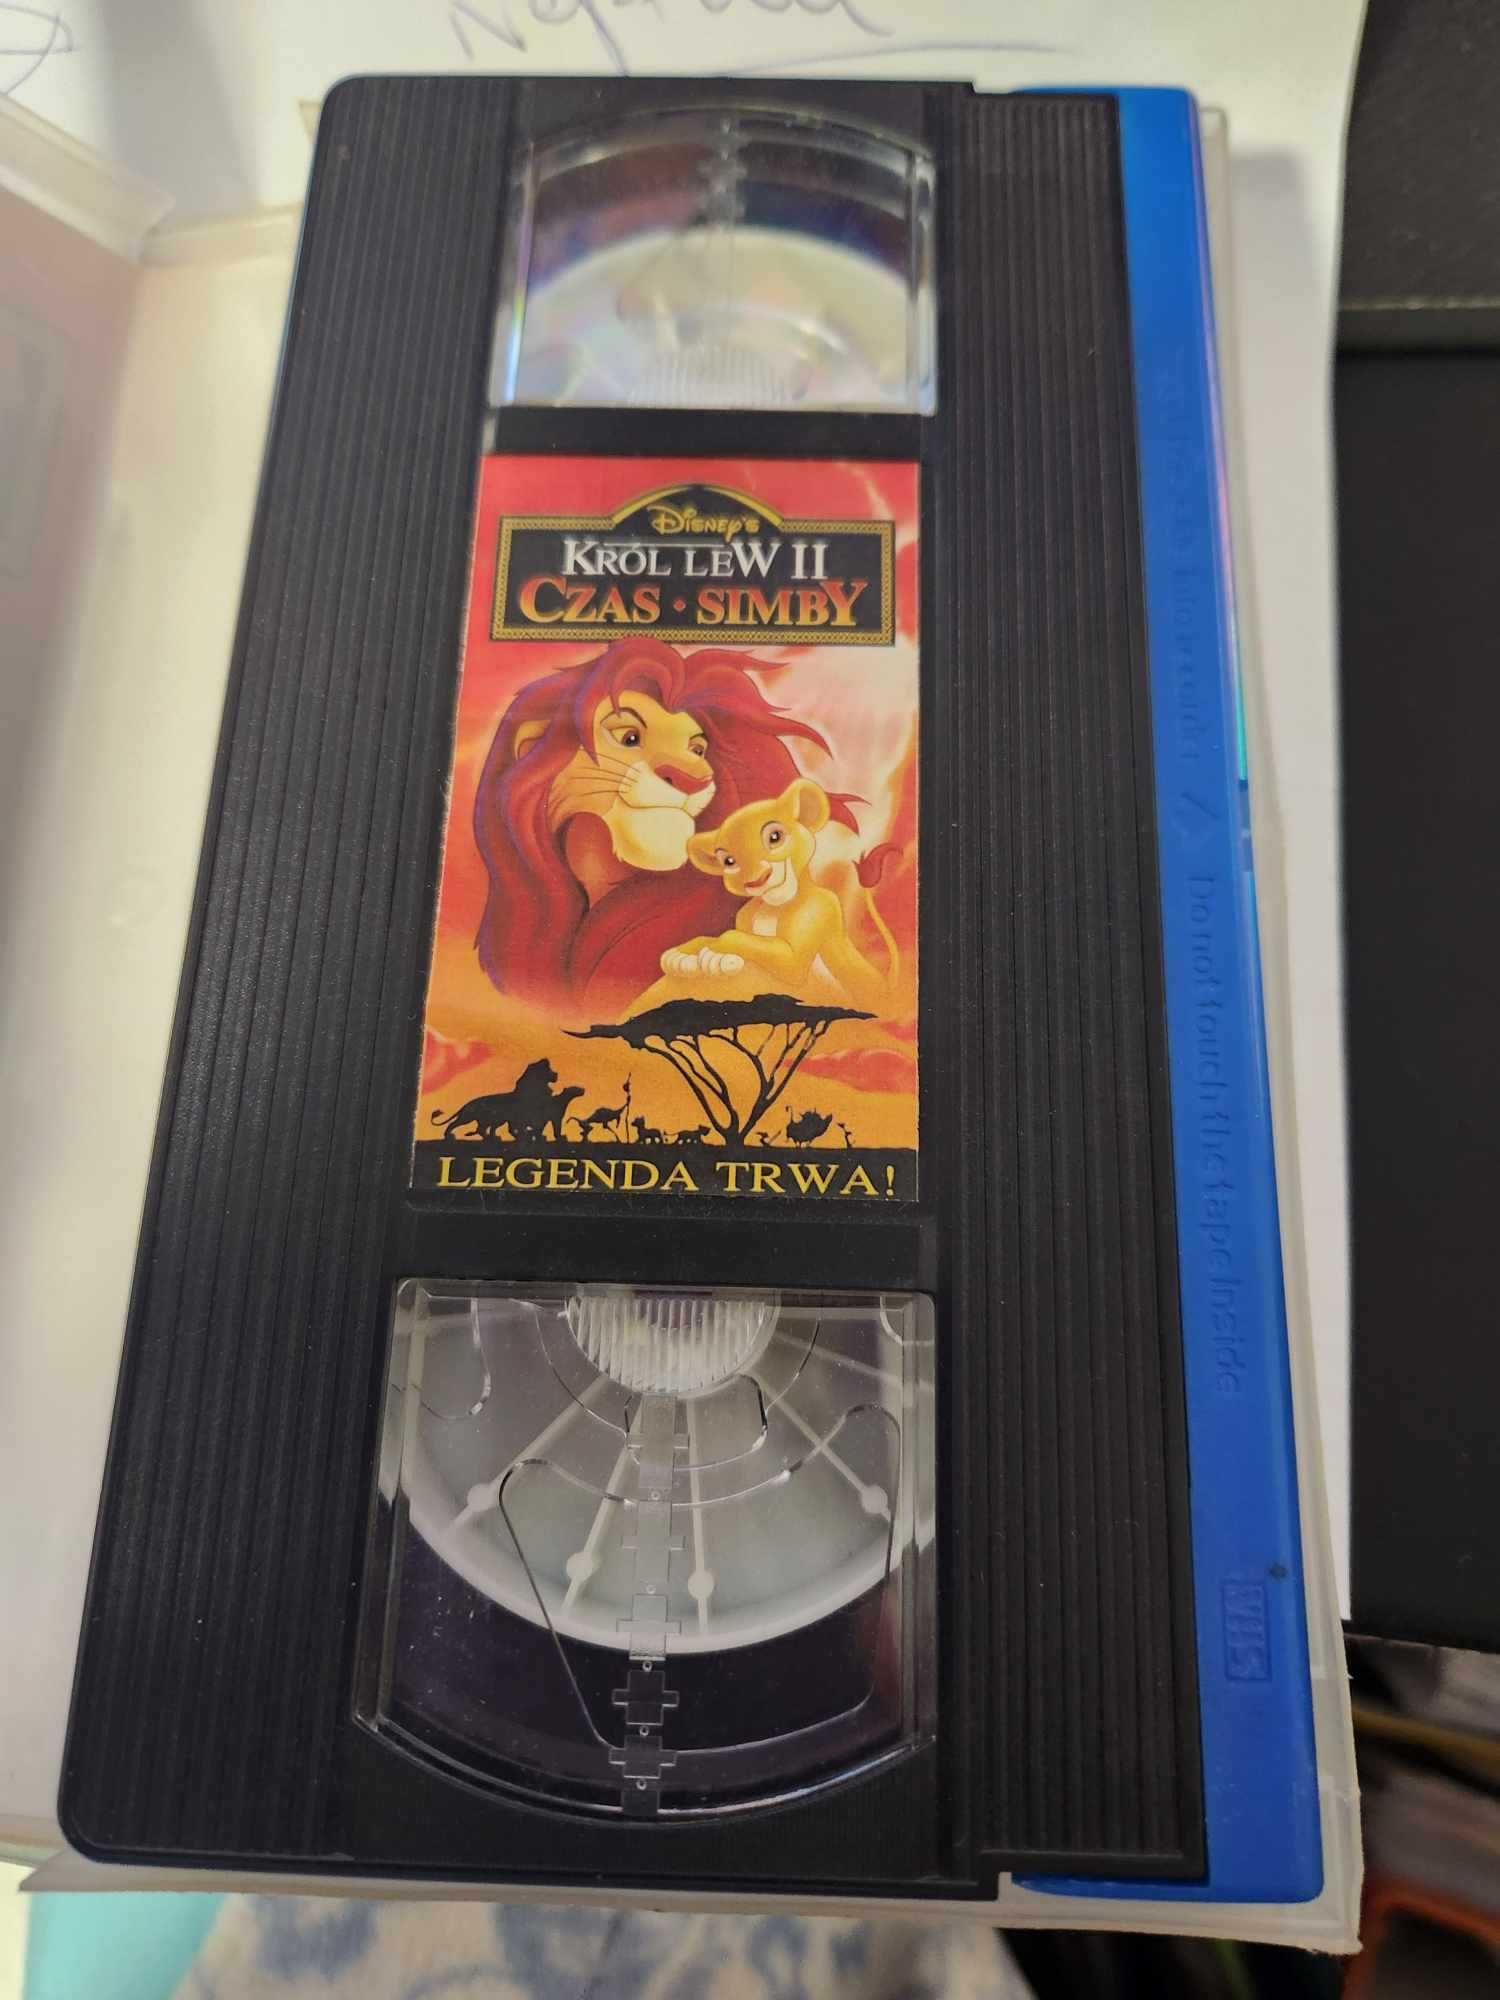 Disney's
KRÓL LEW II
CZAS • SIMBY
LEGENDA TRWA!
Do not touch the tape inside
VHS